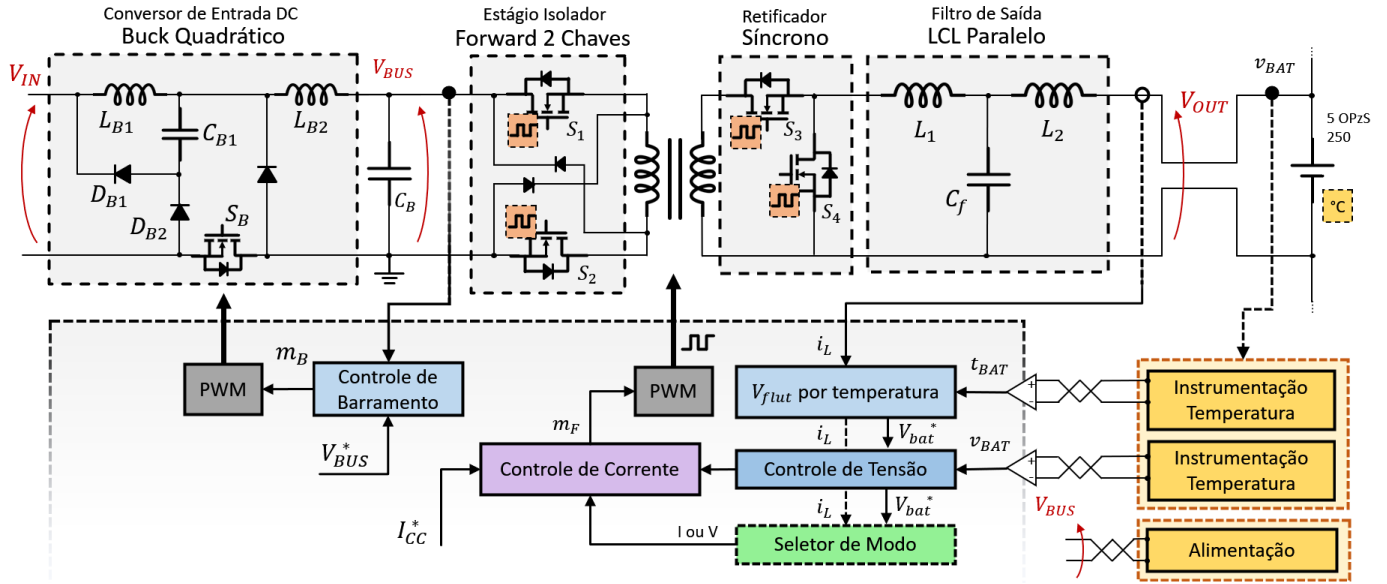 Conversor de Entrada DC
Buck Quadrático
Estágio Isolador
Forward 2 Chaves
Retificador
Síncrono
Filtro de Saída
LCL Paralelo
V_IN
L_B1
C_B1
L_B2
D_B1
D_B2
S_B
V_BUS
C_B
S_1
S_2
S_3
S_4
L_1
L_2
C_f
V_OUT
v_BAT
5 OPzS
250
°C
PWM
m_B
Controle de
Barramento
V_BUS^*
PWM
m_F
Controle de Corrente
I_CC^*
i_L
V_flut por temperatura
t_BAT
i_L
V_bat^*
Controle de Tensão
v_BAT
i_L
V_bat^*
I ou V
Seletor de Modo
+
-
+
-
Instrumentação
Temperatura
Instrumentação
Temperatura
V_BUS
Alimentação